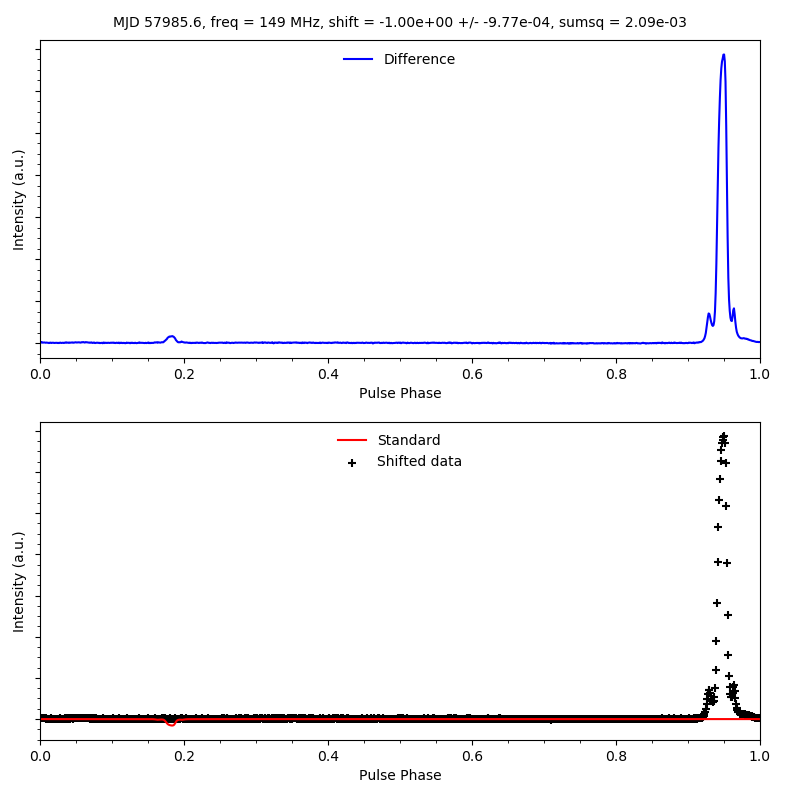 MJD 57985.6, freq = 149 MHz, shift = -1.00e+00 +/- -9.77e-04, sumsq = 2.09e-03
Difference
Intensity (a.u.)
0.0 0.2 0.4 0.6 0.8 1.0
Pulse Phase
Standard
Shifted data
Intensity (a.u.)
0.0 0.2 0.4 0.6 0.8 1.0
Pulse Phase